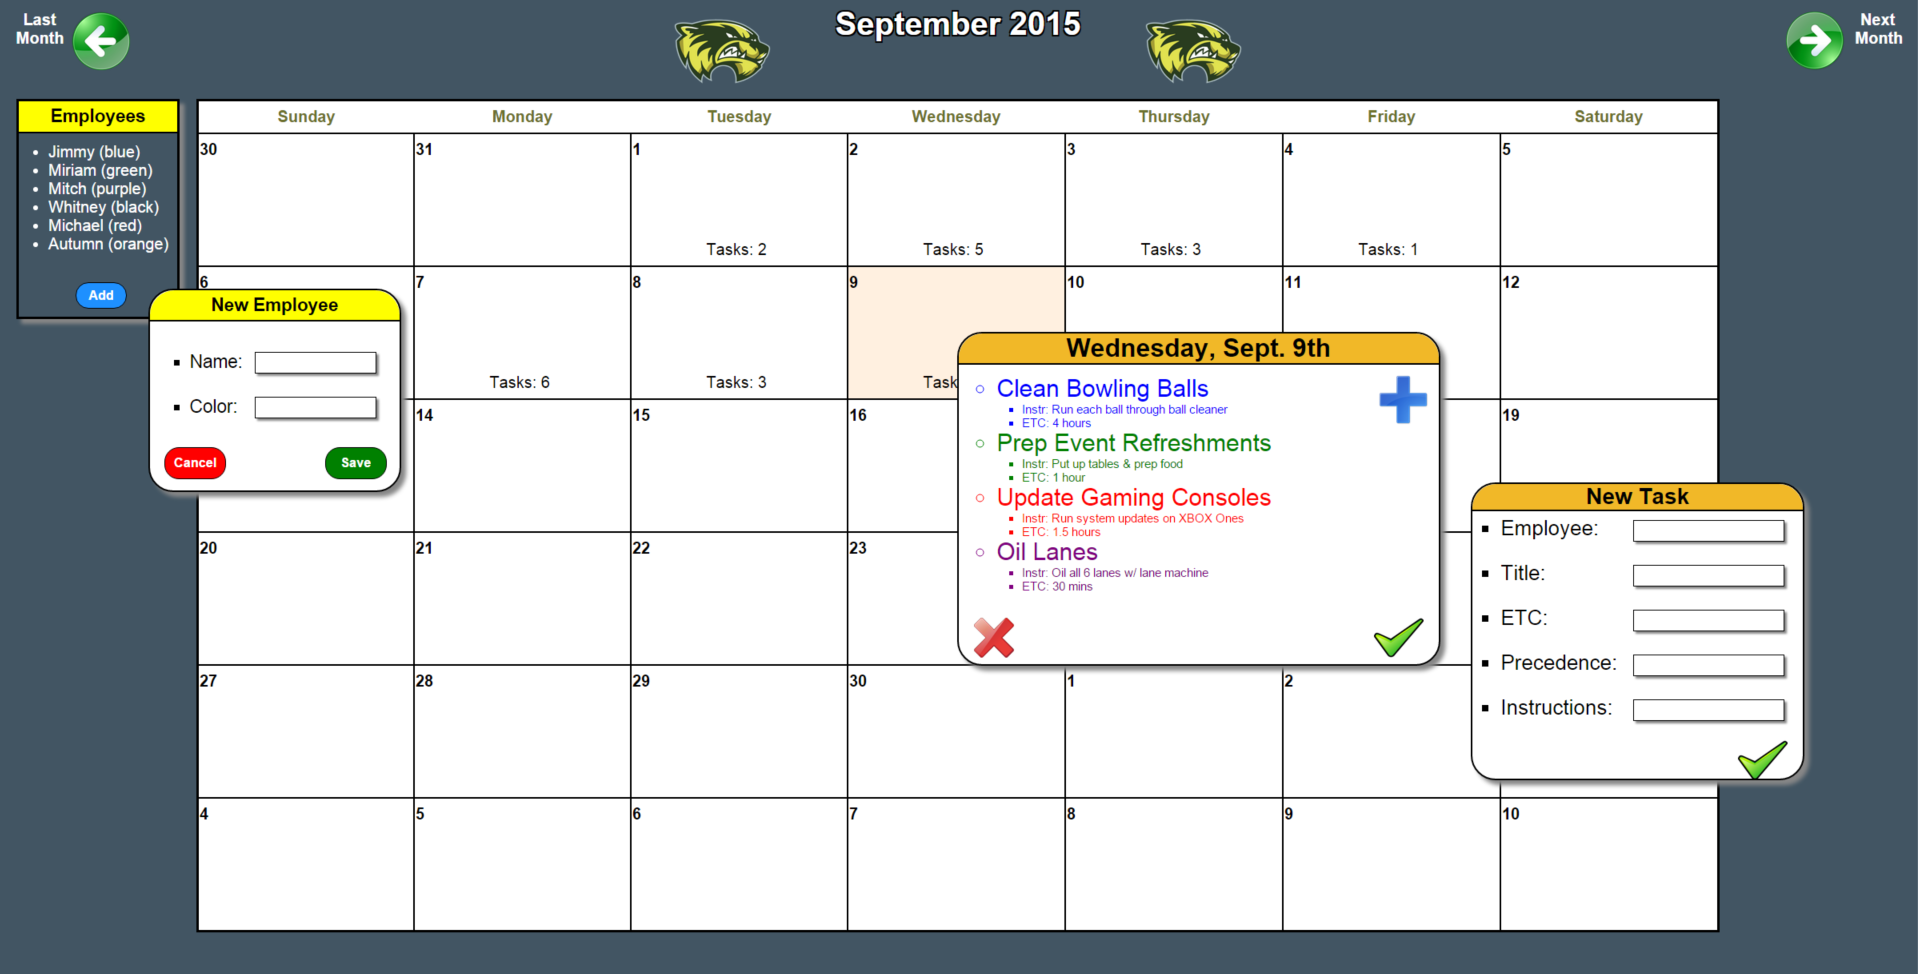 Last Month
September 2015
Next Month
Employees
Jimmy (blue)
Miriam (green)
Mitch (purple)
Whitney (black)
Michael (red)
Autumn (orange)
Add
New Employee
Name:
Color:
Cancel
Save
Sunday Monday Tuesday Wednesday Thursday Friday Saturday
30 31 1 2 3 4 5
Tasks: 2 Tasks: 5 Tasks: 3 Tasks: 1
6 7 8 9 10 11 12
Tasks: 6 Tasks: 3 Task
14 15 16 19
20 21 22 23
27 28 29 30 1 2
4 5 6 7 8 9 10
Wednesday, Sept. 9th
Clean Bowling Balls
Instr: Run each ball through ball cleaner
ETC: 4 hours
Prep Event Refreshments
Instr: Put up tables & prep food
ETC: 1 hour
Update Gaming Consoles
Instr: Run system updates on XBOX Ones
ETC: 1.5 hours
Oil Lanes
Instr: Oil all 6 lanes w/ lane machine
ETC: 30 mins
New Task
Employee:
Title:
ETC:
Precedence:
Instructions: